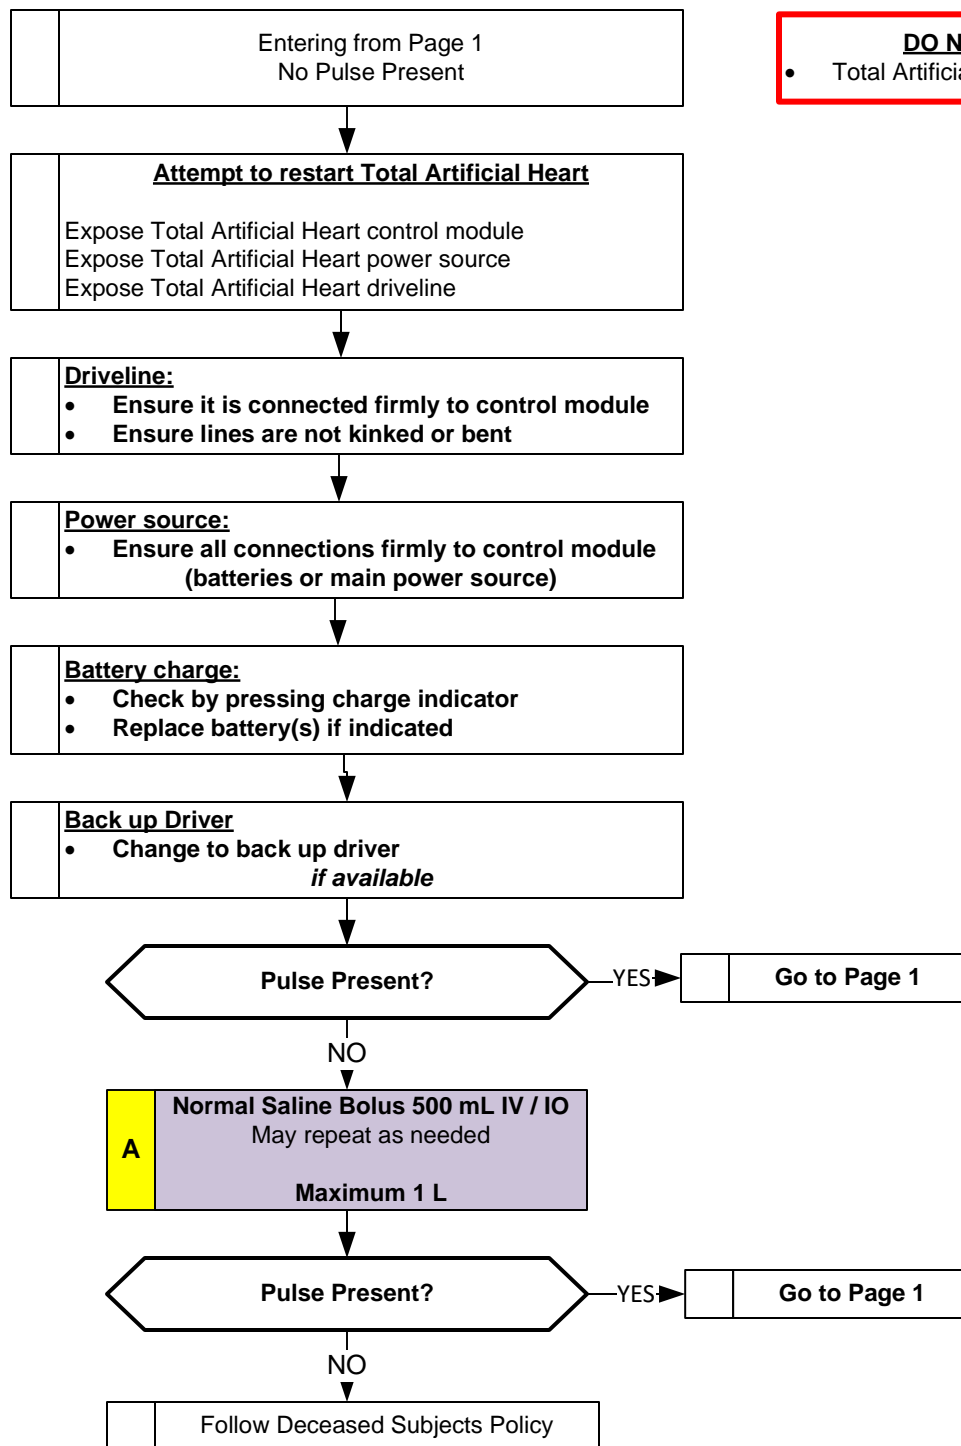 Entering from Page 1
No Pulse Present
DO N
• Total Artificia
Attempt to restart Total Artificial Heart
Expose Total Artificial Heart control module
Expose Total Artificial Heart power source
Expose Total Artificial Heart driveline
Driveline:
• Ensure it is connected firmly to control module
• Ensure lines are not kinked or bent
Power source:
• Ensure all connections firmly to control module
(batteries or main power source)
Battery charge:
• Check by pressing charge indicator
• Replace battery(s) if indicated
Back up Driver
• Change to back up driver
if available
Pulse Present?
YES
Go to Page 1
NO
A
Normal Saline Bolus 500 mL IV / IO
May repeat as needed
Maximum 1 L
Pulse Present?
YES
Go to Page 1
NO
Follow Deceased Subjects Policy